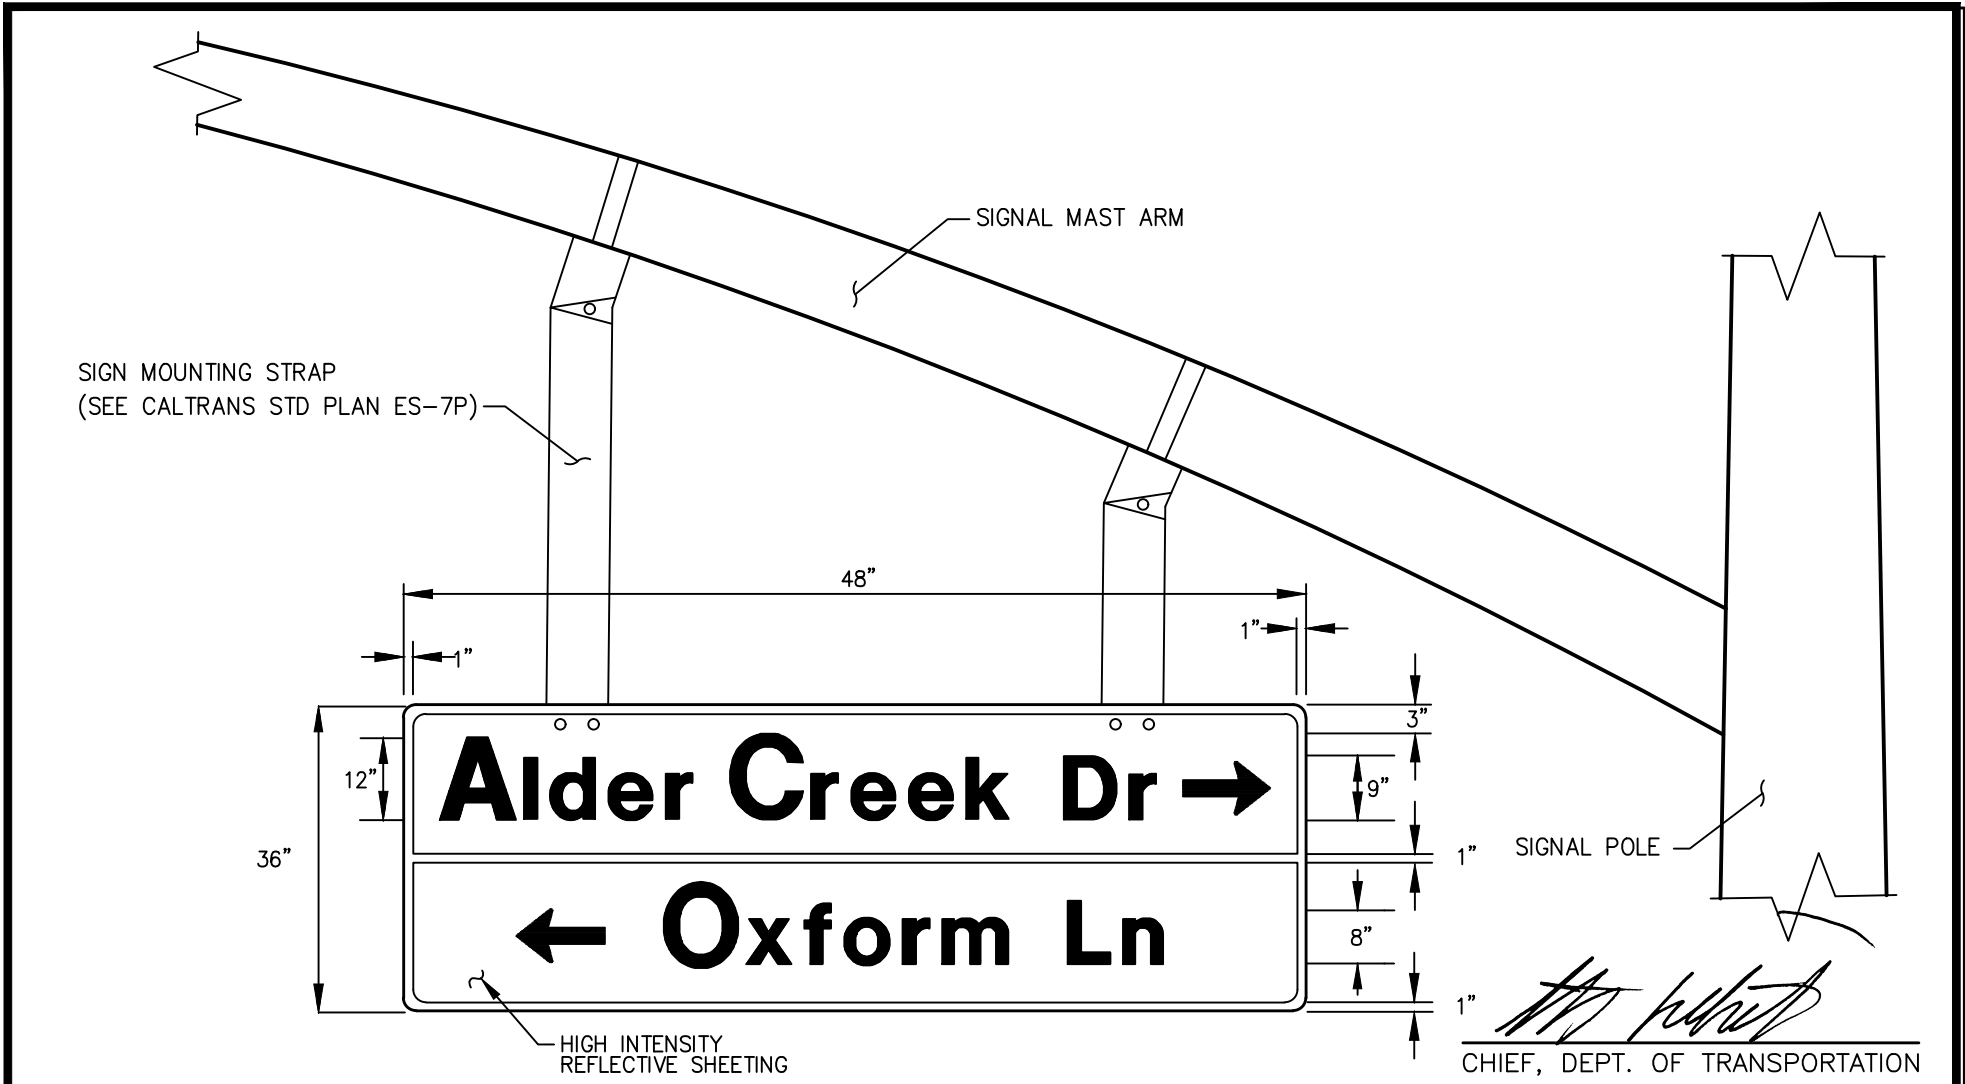 SIGNAL MAST ARM
SIGN MOUNTING STRAP
(SEE CALTRANS STD PLAN ES-7P)
48"
1"
1"
3"
12"
Alder Creek Dr
9"
36"
1"
SIGNAL POLE
Oxform Ln
8"
1"
HIGH INTENSITY
REFLECTIVE SHEETING
CHIEF, DEPT. OF TRANSPORTATION